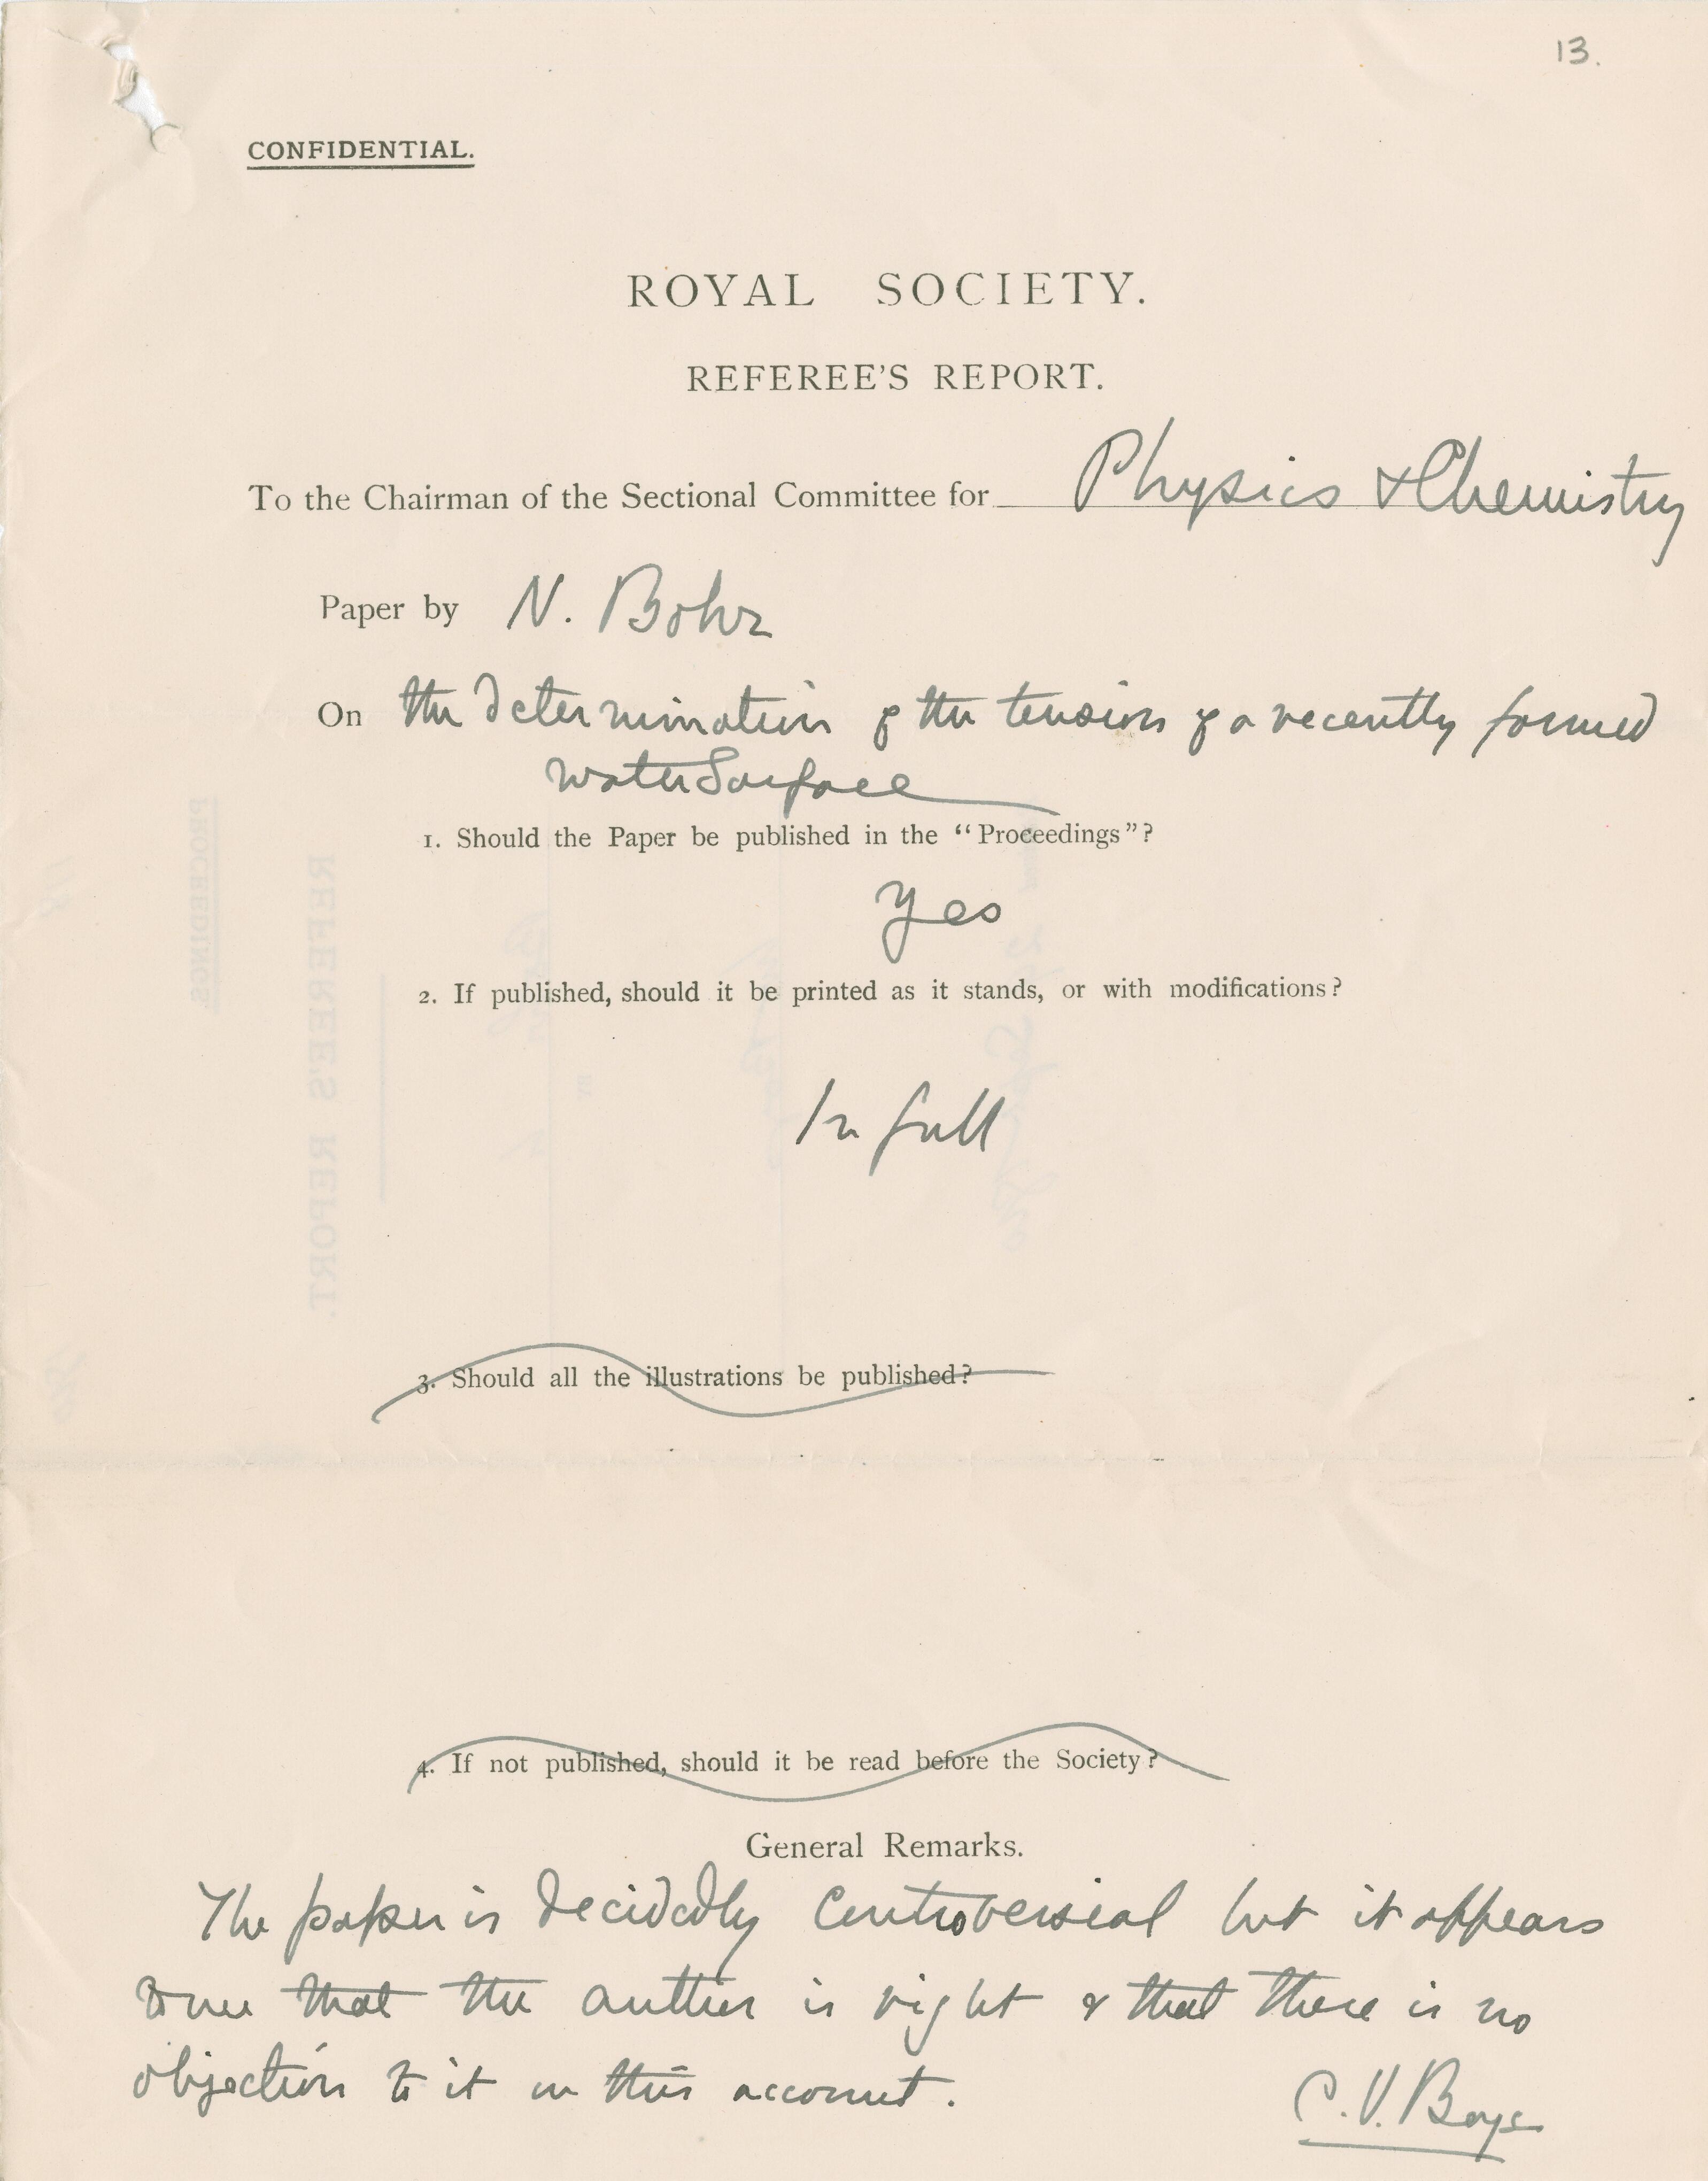 13.
CONFIDENTIAL.
ROYAL SOCIETY.
REFEREE'S REPORT.
To the Chairman of the Sectional Committee for Physics & Chemistry
Paper by N. Bohr
On the determination of the tension of a recently formed
water Surface
1. Should the Paper be published in the “Proceedings”?
Yes
2. If published, should it be printed as it stands, or with modifications?
In full
3. Should all the illustrations be published?
4. If not published, should it be read before the Society?
General Remarks.
The paper is decidedly controversial but it appears
to me that the author is right & that there is no
objection to it on this account.
C.V. Boys
PROCEEDINGS.
REFEREE'S REPORT.